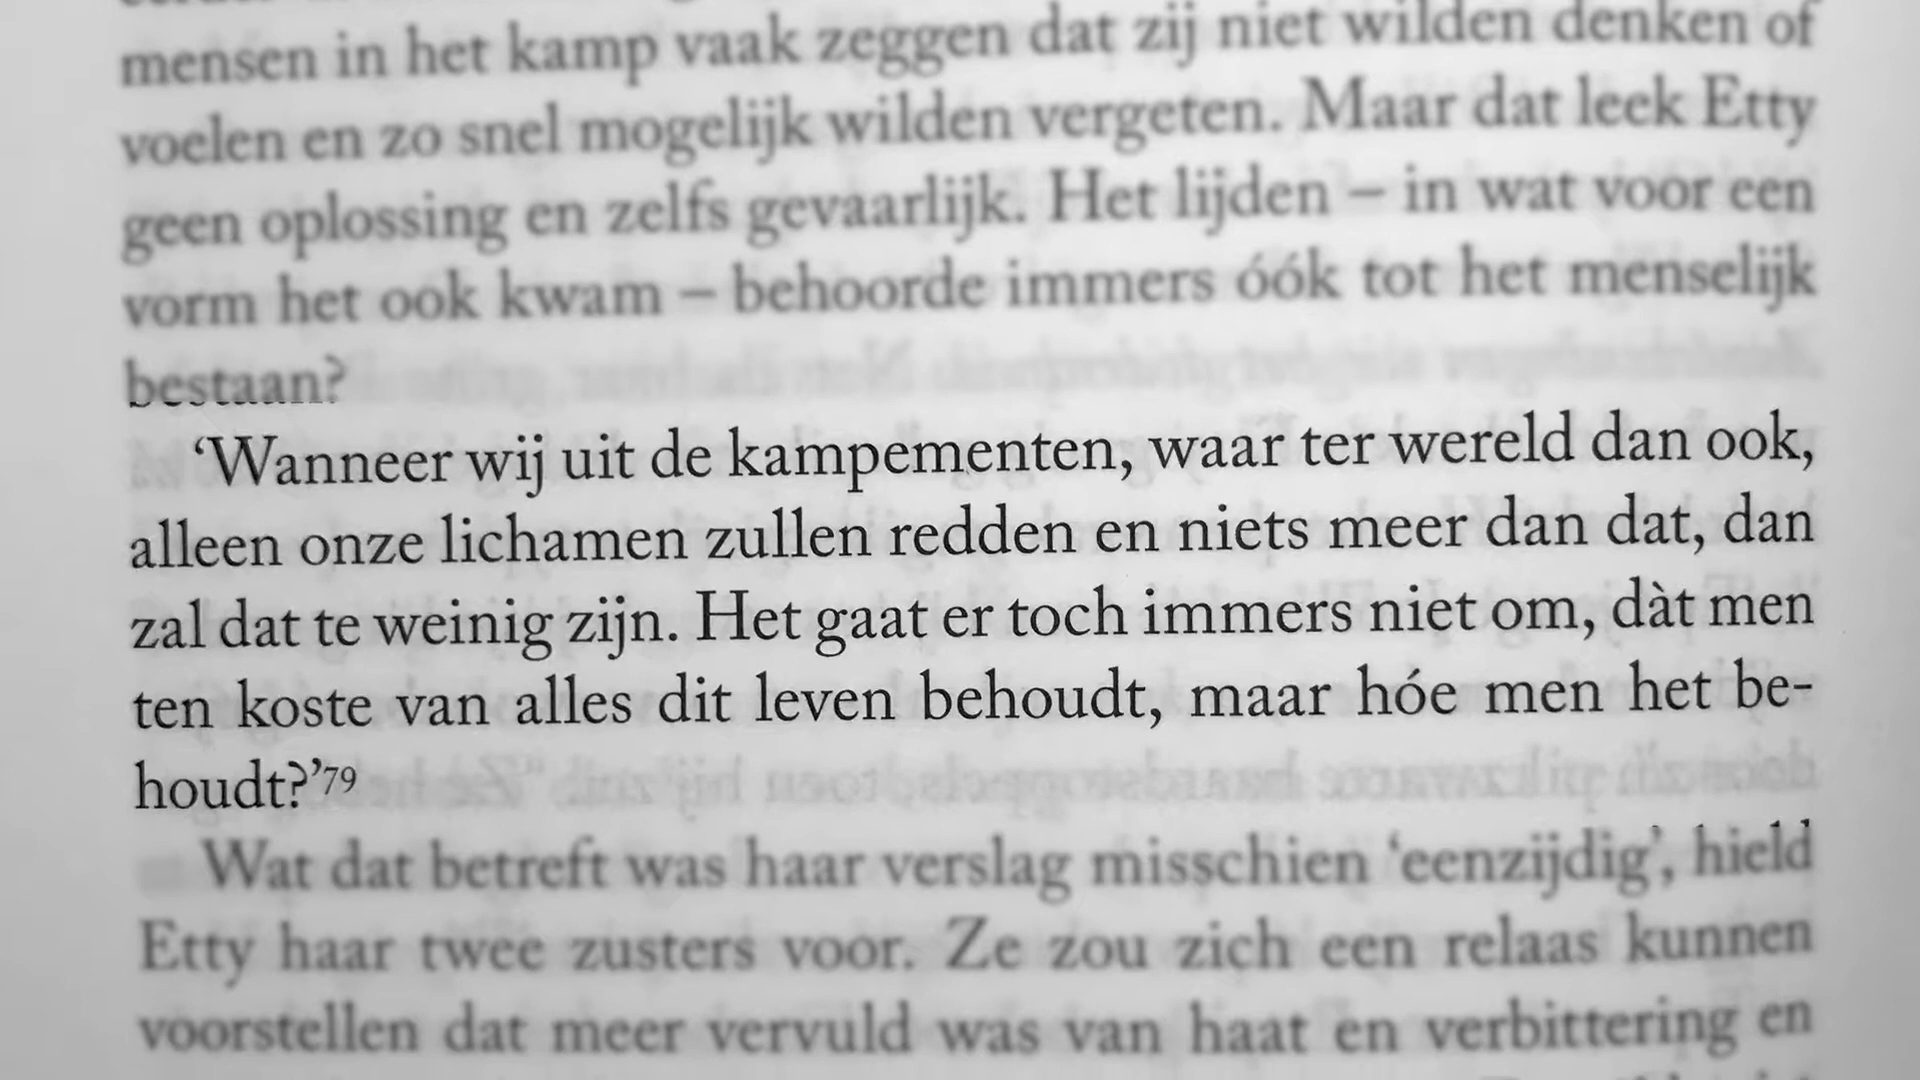 mensen in het kamp vaak zeggen dat zij niet wilden denken of
voelen en zo snel mogelijk wilden vergeten. Maar dat leek Etty
geen oplossing en zelfs gevaarlijk. Het lijden – in wat voor een
vorm het ook kwam – behoorde immers óók tot het menselijk
bestaan?
‘Wanneer wij uit de kampementen, waar ter wereld dan ook,
alleen onze lichamen zullen redden en niets meer dan dat, dan
zal dat te weinig zijn. Het gaat er toch immers niet om, dàt men
ten koste van alles dit leven behoudt, maar hóe men het be-
houdt?’79
Wat dat betreft was haar verslag misschien ‘eenzijdig’, hield
Etty haar twee zusters voor. Ze zou zich een relaas kunnen
voorstellen dat meer vervuld was van haat en verbittering en